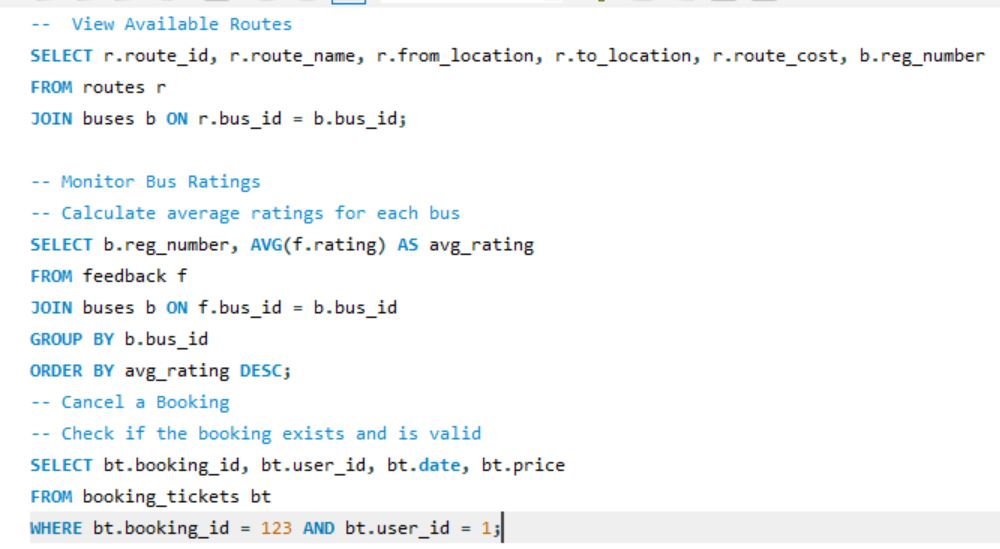 --  View Available Routes
SELECT r.route_id, r.route_name, r.from_location, r.to_location, r.route_cost, b.reg_number
FROM routes r
JOIN buses b ON r.bus_id = b.bus_id;
-- Monitor Bus Ratings
-- Calculate average ratings for each bus
SELECT b.reg_number, AVG(f.rating) AS avg_rating
FROM feedback f
JOIN buses b ON f.bus_id = b.bus_id
GROUP BY b.bus_id
ORDER BY avg_rating DESC;
-- Cancel a Booking
-- Check if the booking exists and is valid
SELECT bt.booking_id, bt.user_id, bt.date, bt.price
FROM booking_tickets bt
WHERE bt.booking_id = 123 AND bt.user_id = 1;